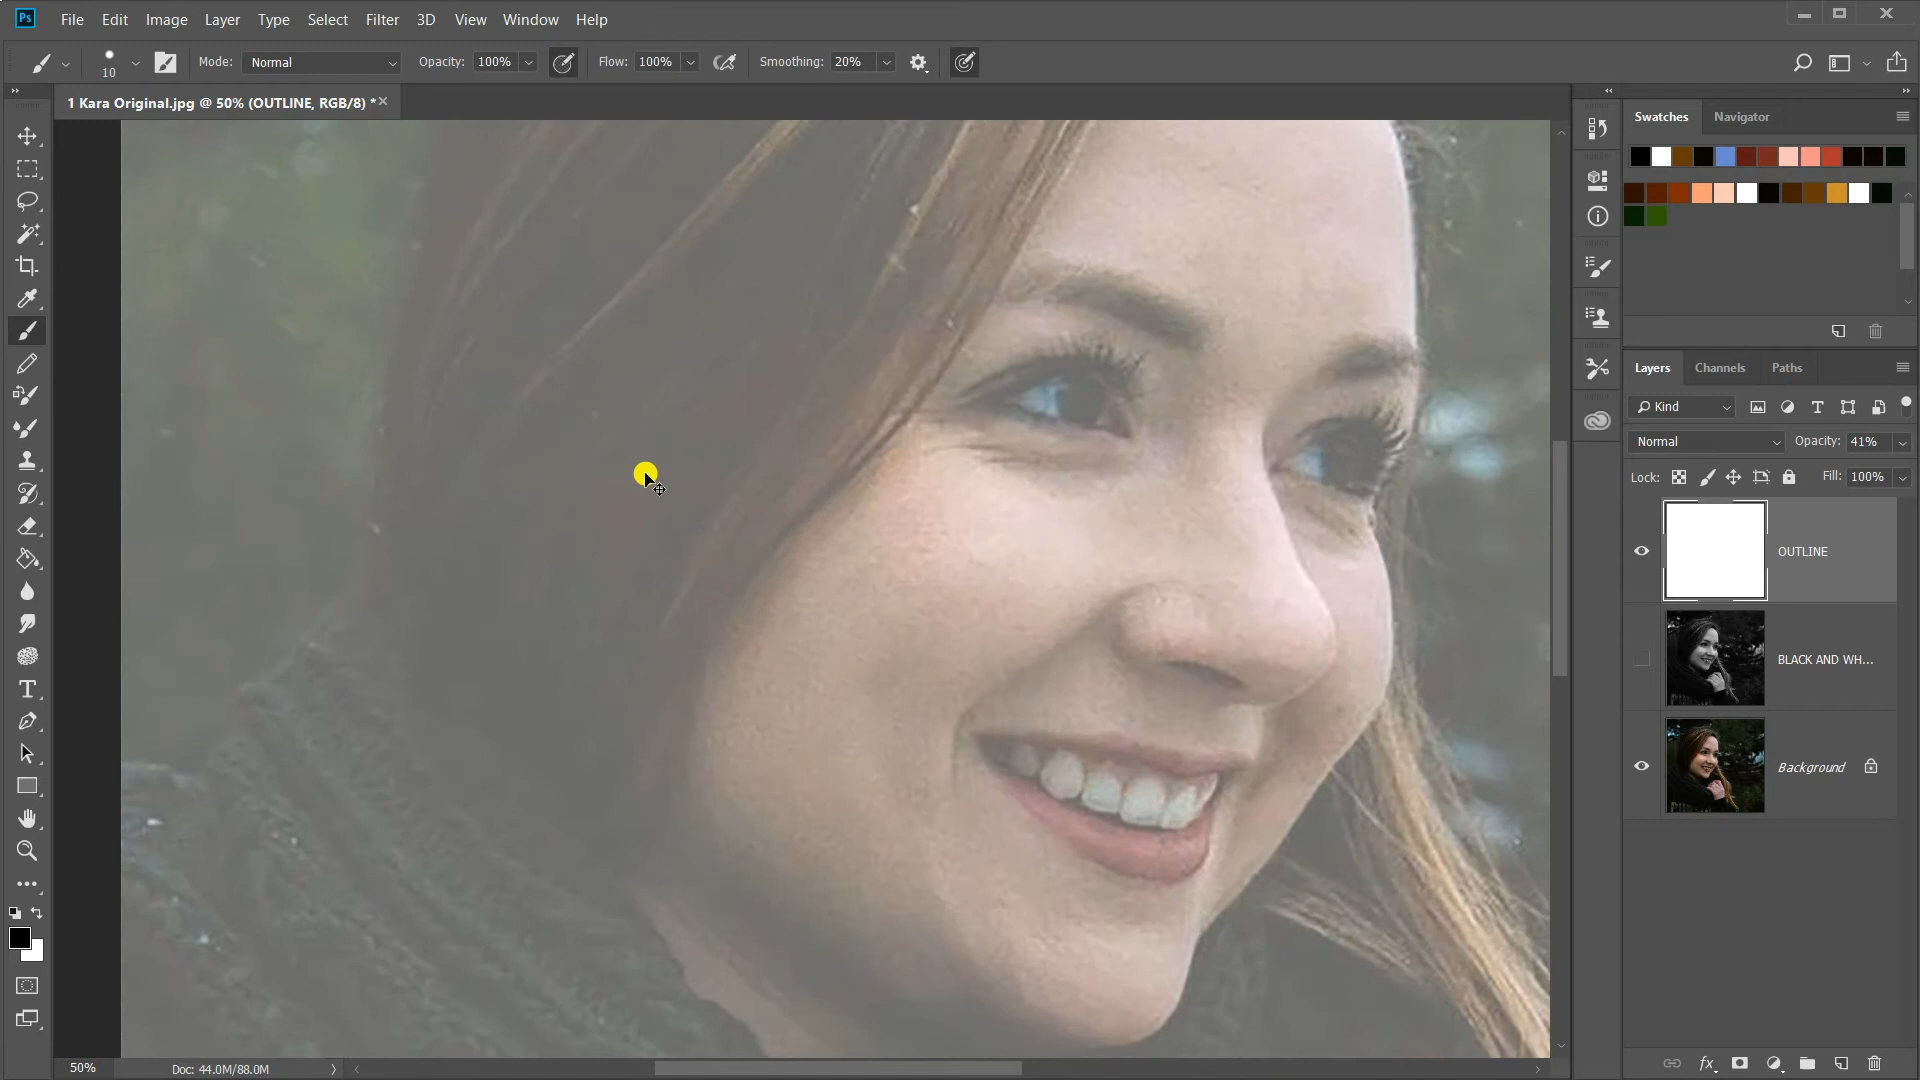 Ps File Edit Image Layer Type Select Filter 3D View Window Help
10 Mode: Normal Opacity: 100% Flow: 100% Smoothing: 20%
1 Kara Original.jpg @ 50% (OUTLINE, RGB/8) *
Swatches Navigator
Layers Channels Paths
Kind
Normal Opacity: 41%
Lock: Fill: 100%
OUTLINE
BLACK AND WH...
Background
50% Doc: 44.0M/88.0M
fx